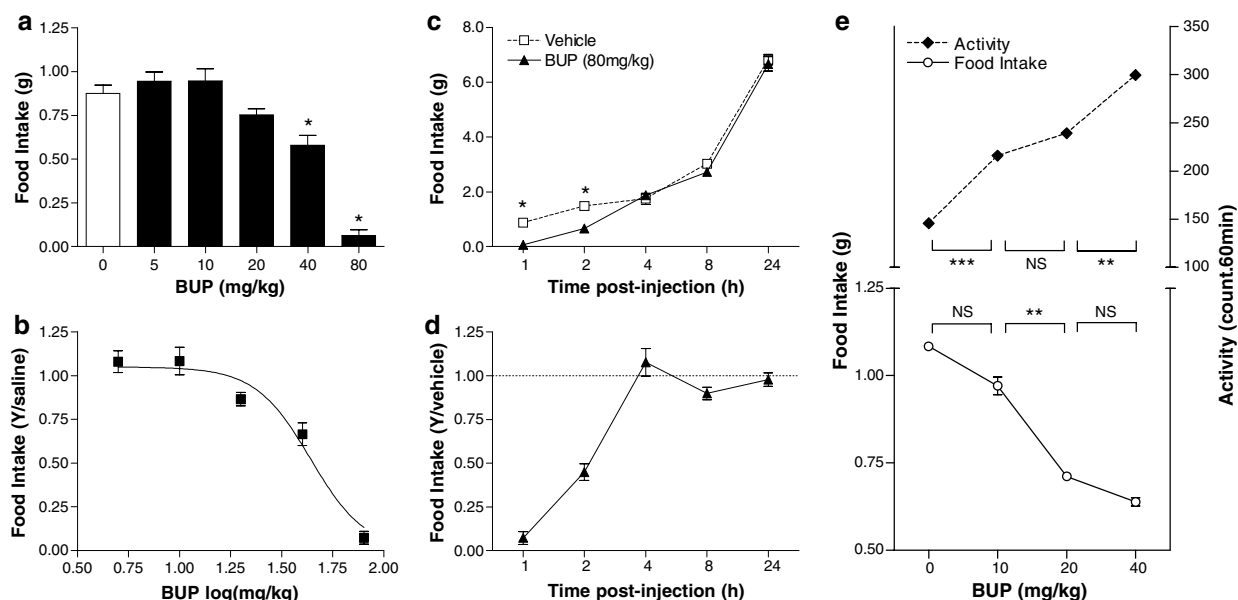 a
1.25
1.00
0.75
0.50
0.25
0.00
Food Intake (g)
*
*
0 5 10 20 40 80
BUP (mg/kg)
b
1.25
1.00
0.75
0.50
0.25
0.00
Food Intake (Y/saline)
0.50 0.75 1.00 1.25 1.50 1.75 2.00
BUP log(mg/kg)
c
8.0
6.0
4.0
2.0
0.0
Food Intake (g)
Vehicle
BUP (80mg/kg)
*
*
1 2 4 8 24
Time post-injection (h)
d
1.25
1.00
0.75
0.50
0.25
0.00
Food Intake (Y/vehicle)
1 2 4 8 24
Time post-injection (h)
e
Activity
Food Intake
350
300
250
200
150
100
Activity (count.60min)
*** NS **
NS ** NS
1.25
1.00
0.75
0.50
Food Intake (g)
0 10 20 40
BUP (mg/kg)